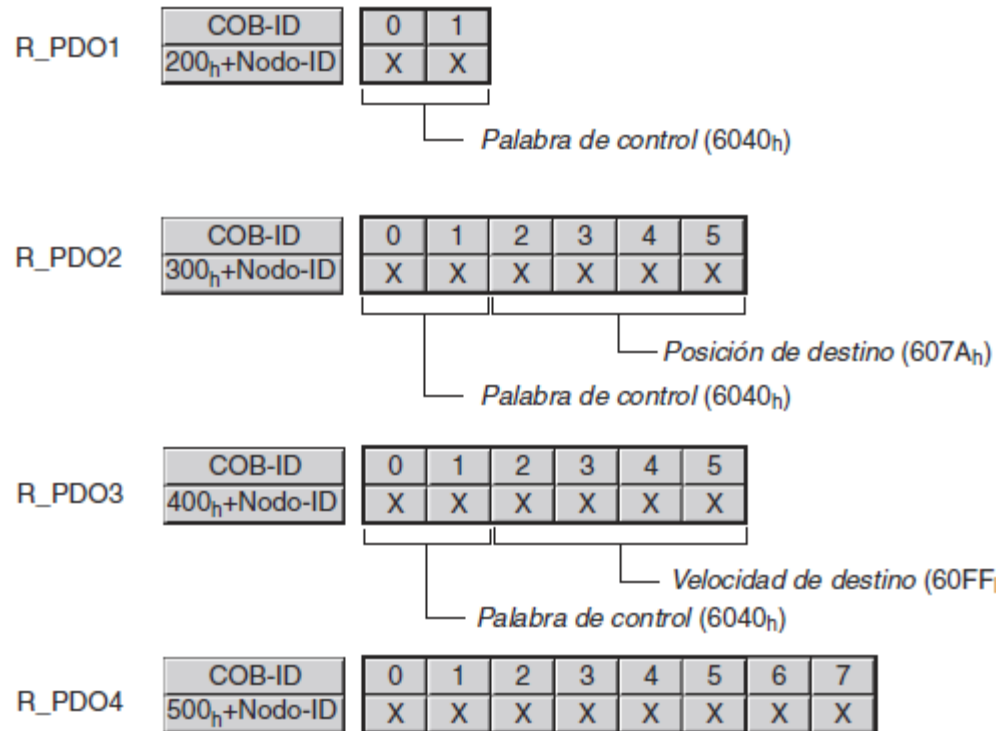 COB-ID 0 1
R_PDO1 200h+Nodo-ID X X
Palabra de control (6040h)
COB-ID 0 1 2 3 4 5
R_PDO2 300h+Nodo-ID X X X X X X
Posición de destino (607Ah)
Palabra de control (6040h)
COB-ID 0 1 2 3 4 5
R_PDO3 400h+Nodo-ID X X X X X X
Velocidad de destino (60FF
Palabra de control (6040h)
COB-ID 0 1 2 3 4 5 6 7
R_PDO4 500h+Nodo-ID X X X X X X X X